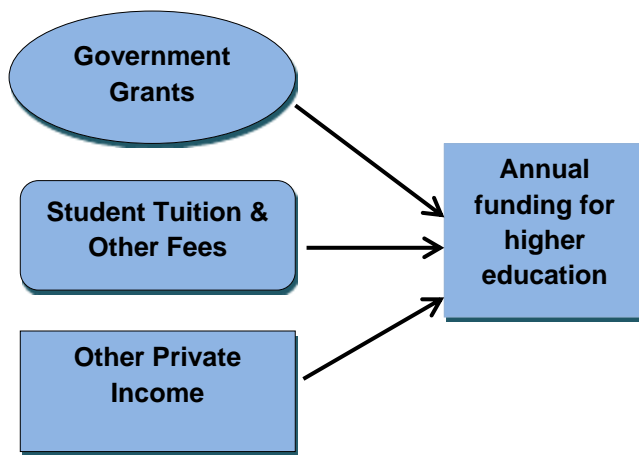 Government
Grants
Student Tuition &
Other Fees
Other Private
Income
Annual
funding for
higher
education